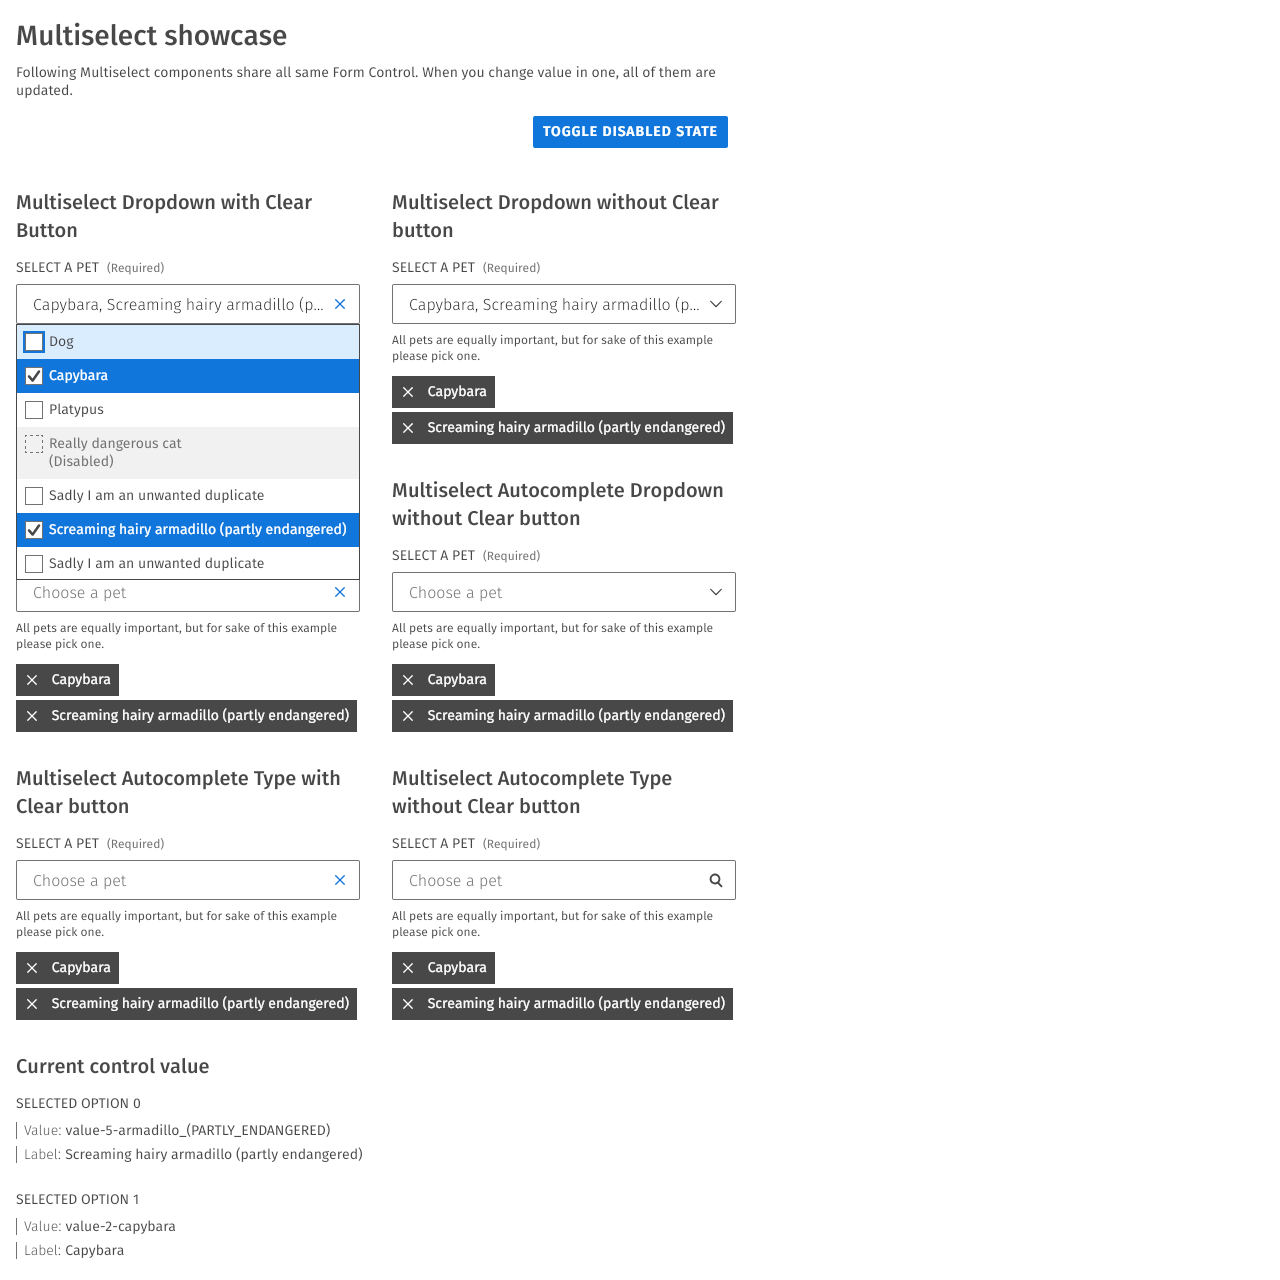 Multiselect showcase
Following Multiselect components share all same Form Control. When you change value in one, all of them are
updated.
TOGGLE DISABLED STATE
Multiselect Dropdown with Clear
Button
SELECT A PET (Required)
Capybara, Screaming hairy armadillo (p...
Dog
Capybara
Platypus
Really dangerous cat
(Disabled)
Sadly I am an unwanted duplicate
Screaming hairy armadillo (partly endangered)
Sadly I am an unwanted duplicate
Choose a pet
All pets are equally important, but for sake of this example
please pick one.
Capybara
Screaming hairy armadillo (partly endangered)
Multiselect Dropdown without Clear
button
SELECT A PET (Required)
Capybara, Screaming hairy armadillo (p...
All pets are equally important, but for sake of this example
please pick one.
Capybara
Screaming hairy armadillo (partly endangered)
Multiselect Autocomplete Dropdown
without Clear button
SELECT A PET (Required)
Choose a pet
All pets are equally important, but for sake of this example
please pick one.
Capybara
Screaming hairy armadillo (partly endangered)
Multiselect Autocomplete Type with
Clear button
SELECT A PET (Required)
Choose a pet
All pets are equally important, but for sake of this example
please pick one.
Capybara
Screaming hairy armadillo (partly endangered)
Multiselect Autocomplete Type
without Clear button
SELECT A PET (Required)
Choose a pet
All pets are equally important, but for sake of this example
please pick one.
Capybara
Screaming hairy armadillo (partly endangered)
Current control value
SELECTED OPTION 0
Value: value-5-armadillo_(PARTLY_ENDANGERED)
Label: Screaming hairy armadillo (partly endangered)
SELECTED OPTION 1
Value: value-2-capybara
Label: Capybara